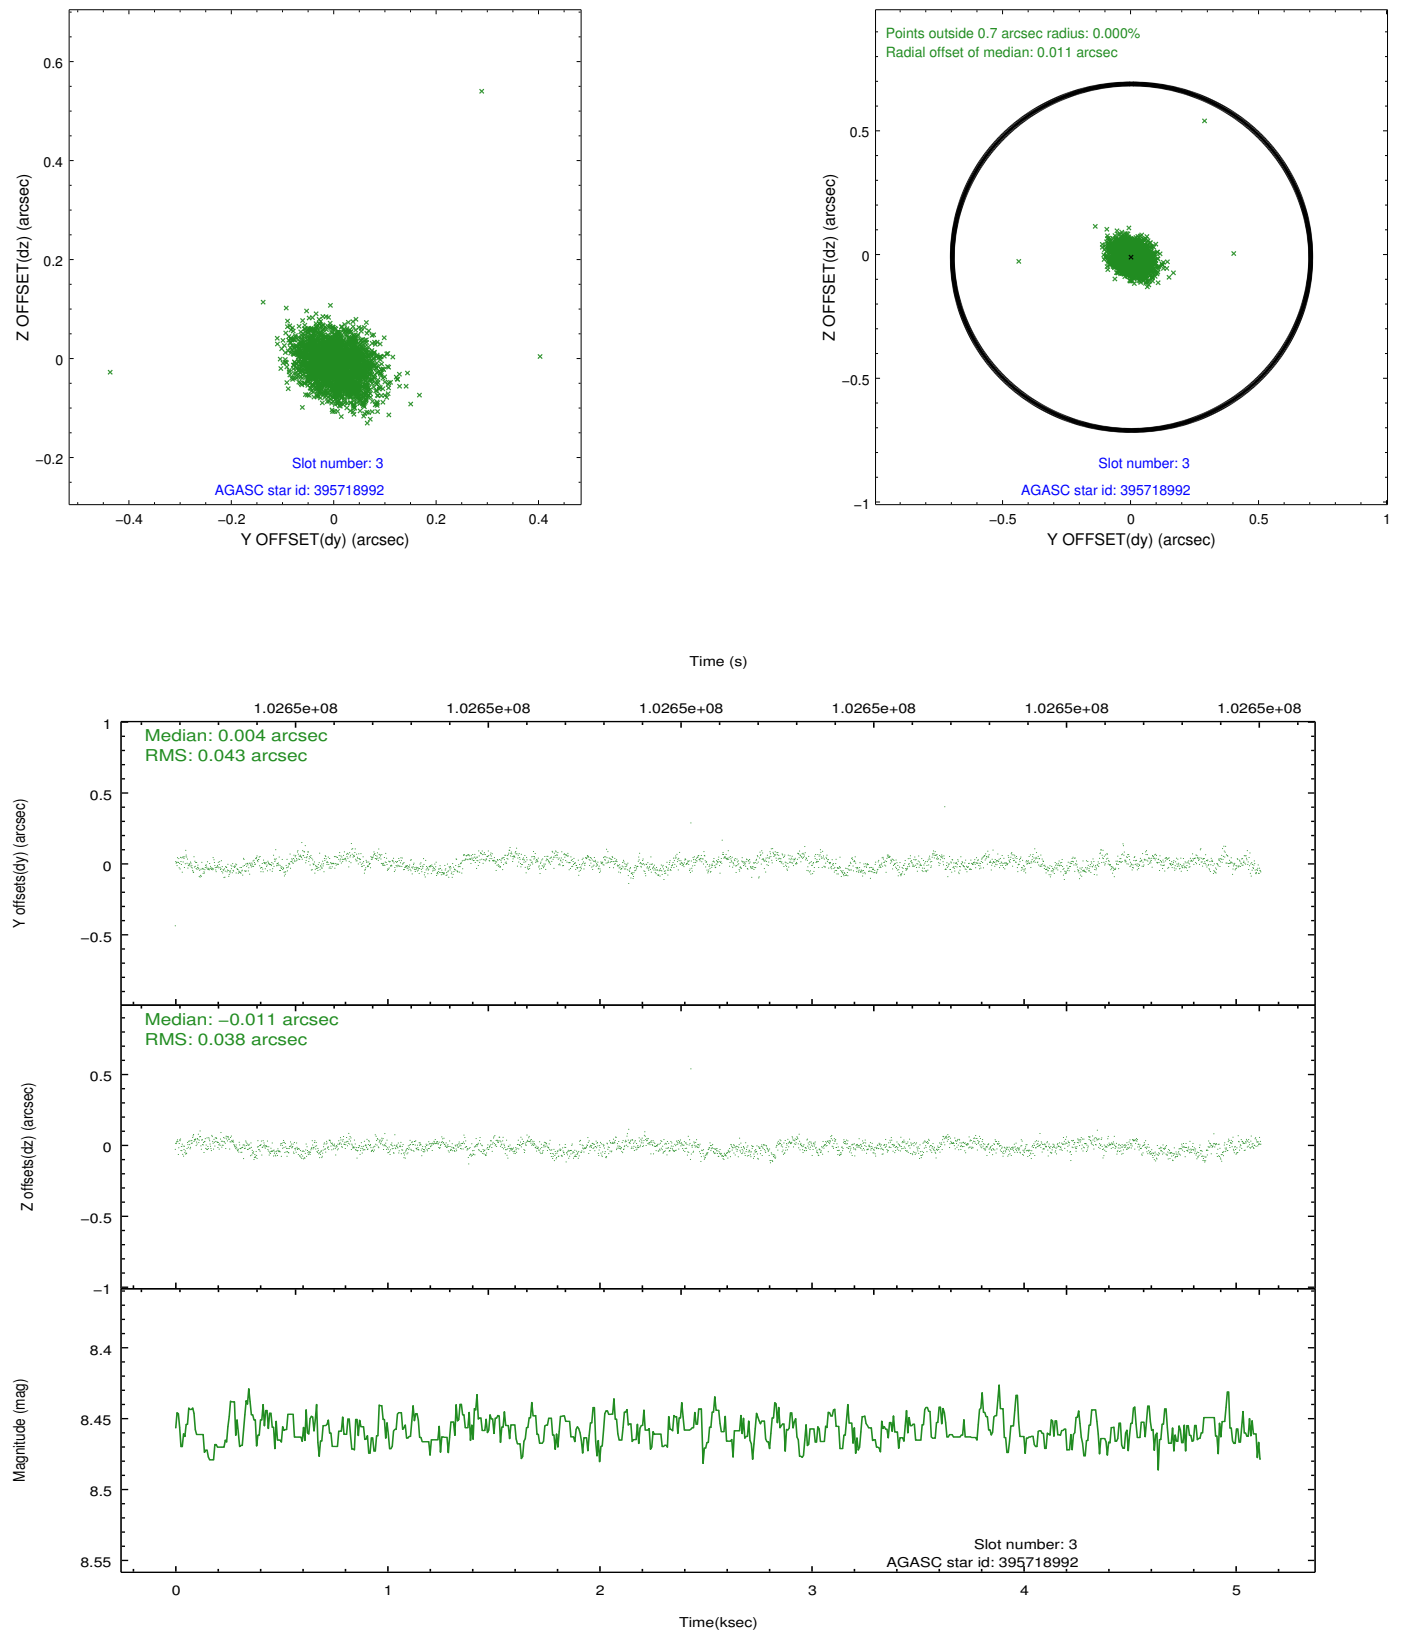 0.6
0.4
0.2
0
−0.2
Z OFFSET(dz) (arcsec)
Slot number: 3
AGASC star id: 395718992
−0.4 −0.2 0 0.2 0.4
Y OFFSET(dy) (arcsec)
Points outside 0.7 arcsec radius: 0.000%
Radial offset of median: 0.011 arcsec
0.5
0
−0.5
−1
Z OFFSET(dz) (arcsec)
Slot number: 3
AGASC star id: 395718992
−0.5 0 0.5 1
Y OFFSET(dy) (arcsec)
Time (s)
1.0265e+08 1.0265e+08 1.0265e+08 1.0265e+08 1.0265e+08 1.0265e+08
Median: 0.004 arcsec
RMS: 0.043 arcsec
1
0.5
0
−0.5
Y offsets(dy) (arcsec)
Median: −0.011 arcsec
RMS: 0.038 arcsec
0.5
0
−0.5
−1
Z offsets(dz) (arcsec)
8.4
8.45
8.5
8.55
Magnitude (mag)
Slot number: 3
AGASC star id: 395718992
0 1 2 3 4 5
Time(ksec)